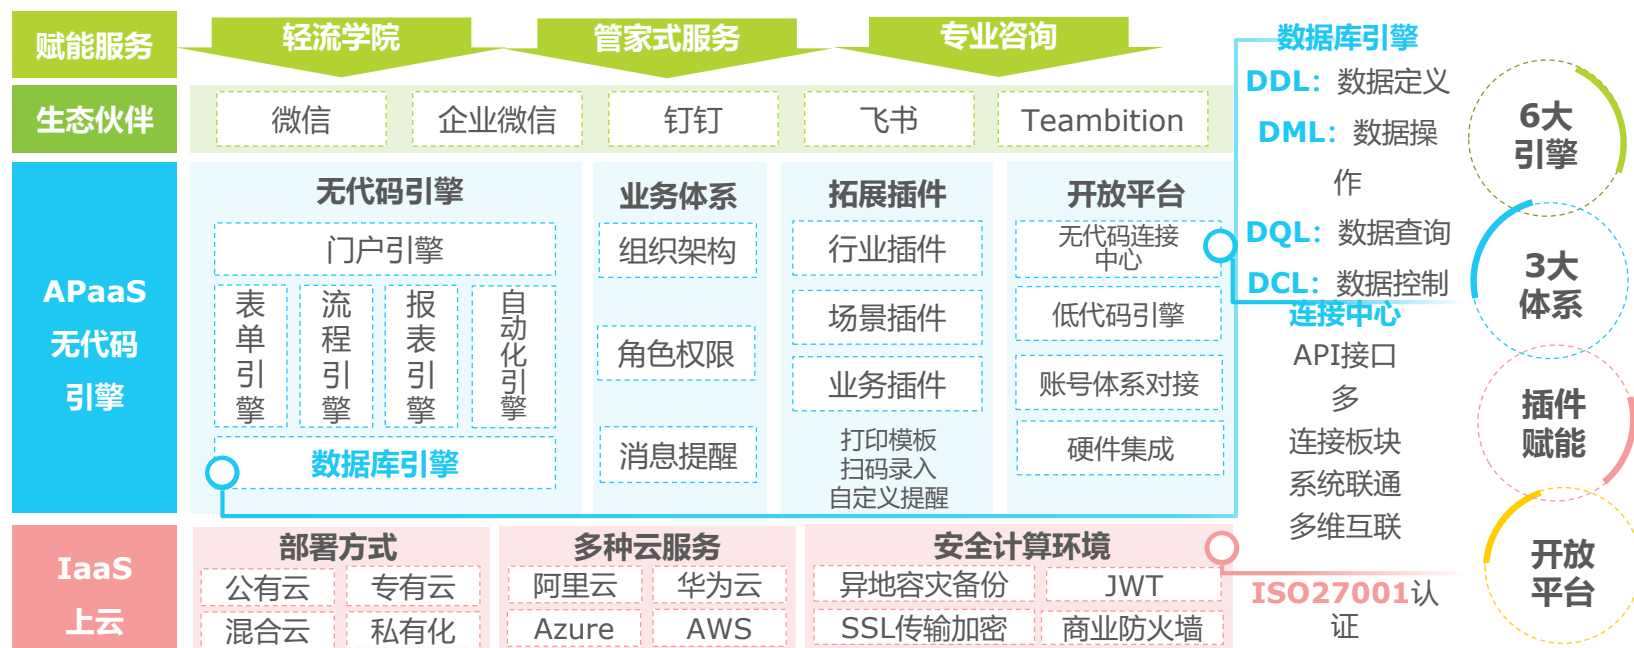 赋能服务
轻流学院
管家式服务
专业咨询
生态伙伴
微信
企业微信
钉钉
飞书
Teambition
APaaS
无代码
引擎
无代码引擎
门户引擎
表单引擎
流程引擎
报表引擎
自动化引擎
数据库引擎
业务体系
组织架构
角色权限
消息提醒
拓展插件
行业插件
场景插件
业务插件
打印模板
扫码录入
自定义提醒
开放平台
无代码连接
中心
低代码引擎
账号体系对接
硬件集成
IaaS
上云
部署方式
公有云
专有云
混合云
私有化
多种云服务
阿里云
华为云
Azure
AWS
安全计算环境
异地容灾备份
JWT
SSL传输加密
商业防火墙
数据库引擎
DDL：数据定义
DML：数据操
作
DQL：数据查询
DCL：数据控制
连接中心
API接口
多
连接板块
系统联通
多维互联
ISO27001认
证
6大
引擎
3大
体系
插件
赋能
开放
平台